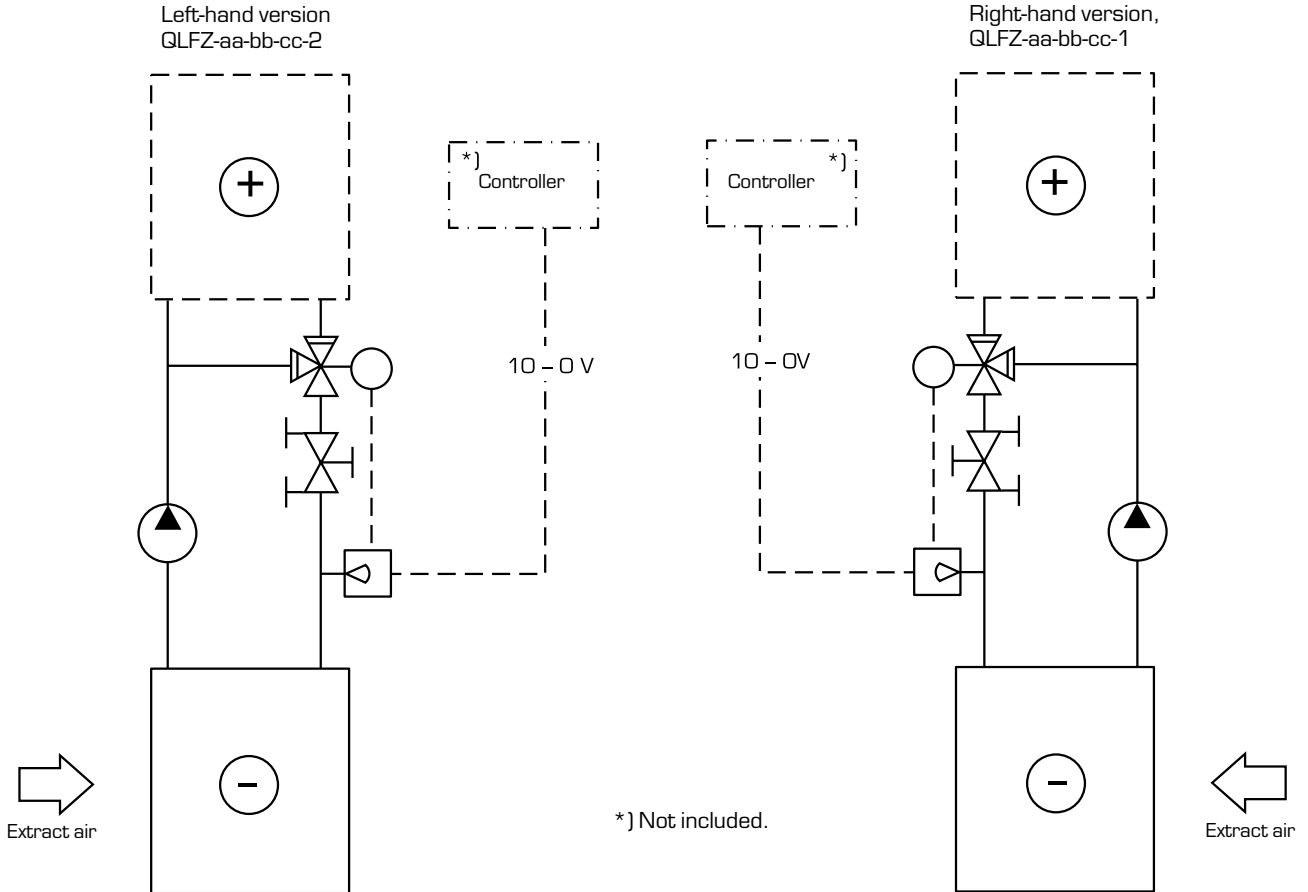 Left-hand version
QLFZ-aa-bb-cc-2
Right-hand version,
QLFZ-aa-bb-cc-1
+
+
*)
Controller
*)
Controller
10 – 0 V
10 – 0V
–
–
Extract air
*) Not included.
Extract air